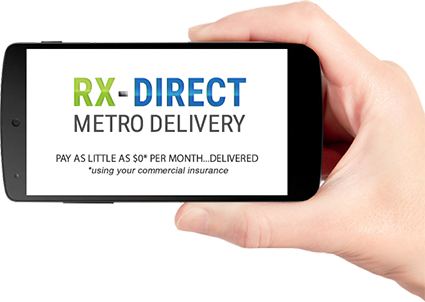 RX-DIRECT
METRO DELIVERY
PAY AS LITTLE AS $0* PER MONTH...DELIVERED
*using your commercial insurance